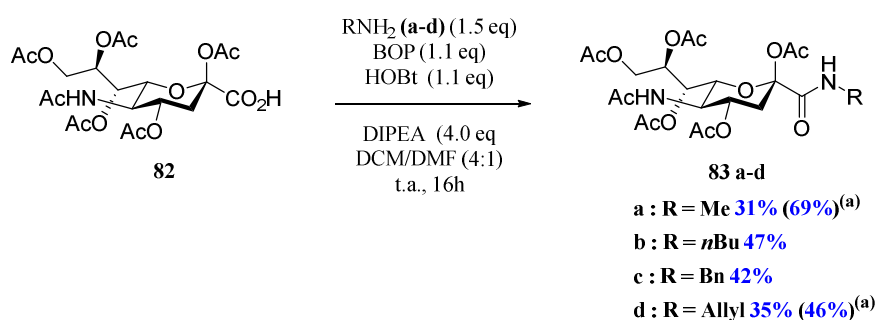 RNH2 (a-d) (1.5 eq)
BOP (1.1 eq)
HOBt (1.1 eq)
DIPEA (4.0 eq
DCM/DMF (4:1)
t.a., 16h
AcO
OAc
OAc
O
CO2H
AcHN
AcO
AcO
82
AcO
OAc
OAc
H
N
R
O
O
AcHN
AcO
AcO
83 a-d
a : R = Me 31% (69%)(a)
b : R = nBu 47%
c : R = Bn 42%
d : R = Allyl 35% (46%)(a)